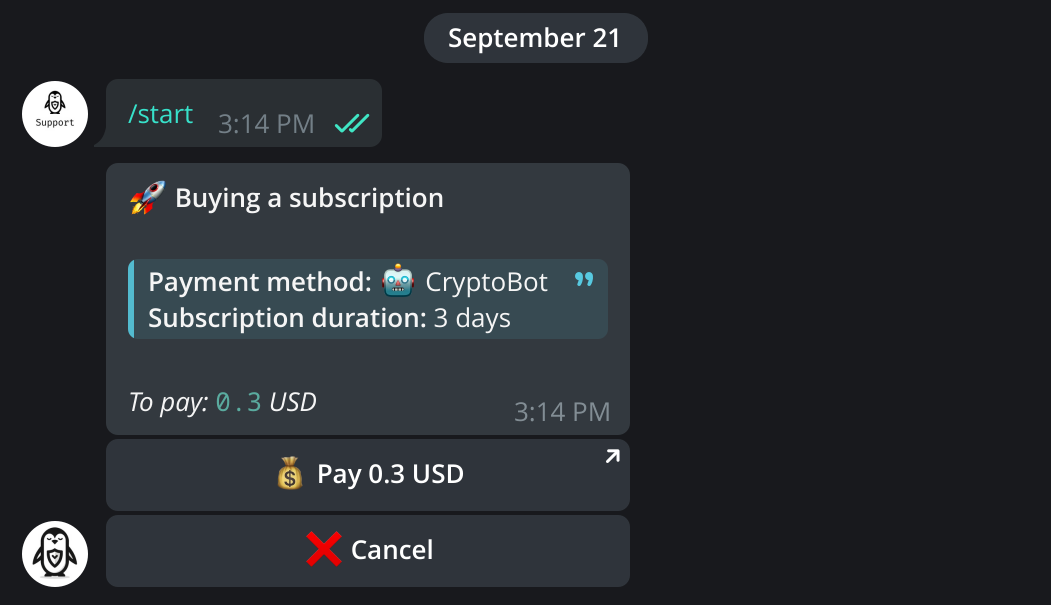 September 21
Support
/start 3:14 PM
🚀 Buying a subscription
Payment method: 🤖 CryptoBot
Subscription duration: 3 days
To pay: 0.3 USD
3:14 PM
💰 Pay 0.3 USD
❌ Cancel